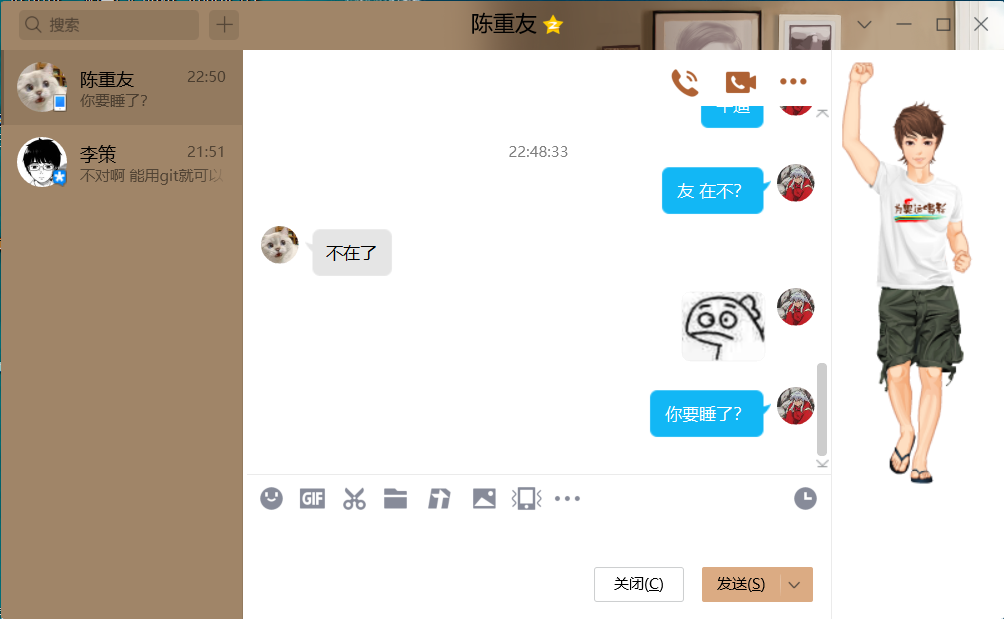 搜索
陈重友
陈重友
22:50
你要睡了?
李策
21:51
不对啊 能用git就可以
22:48:33
友 在不?
不在了
你要睡了?
GIF
关闭(C)
发送(S)